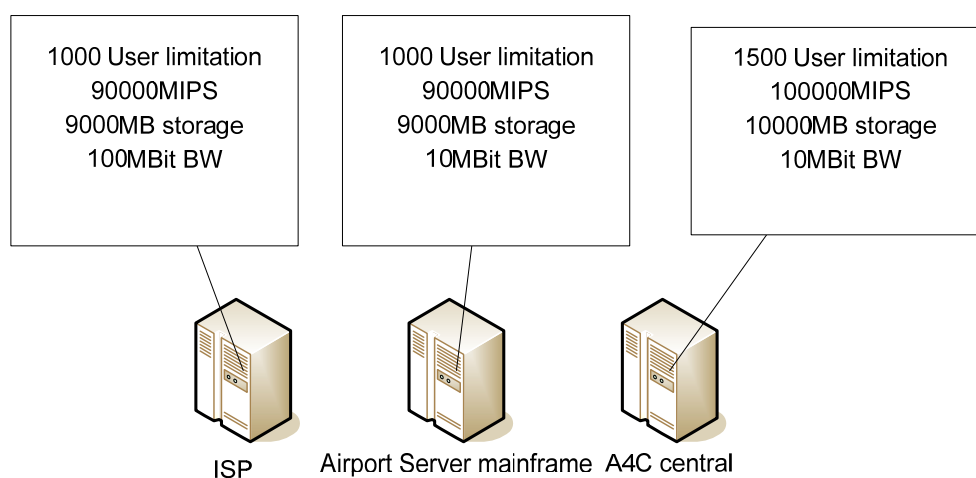 1000 User limitation
90000MIPS
9000MB storage
100MBit BW
1000 User limitation
90000MIPS
9000MB storage
10MBit BW
1500 User limitation
100000MIPS
10000MB storage
10MBit BW
ISP
Airport Server mainframe
A4C central